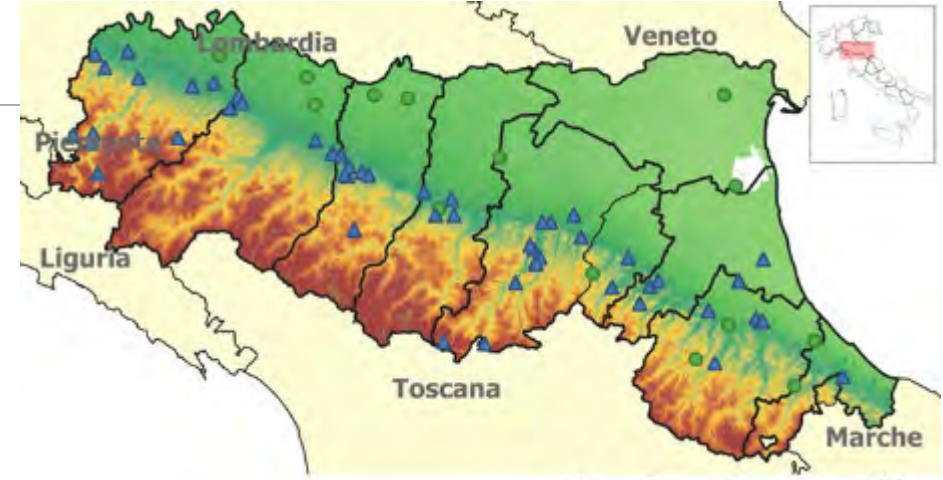 Lombardia
Veneto
Piemonte
Liguria
Toscana
Marche